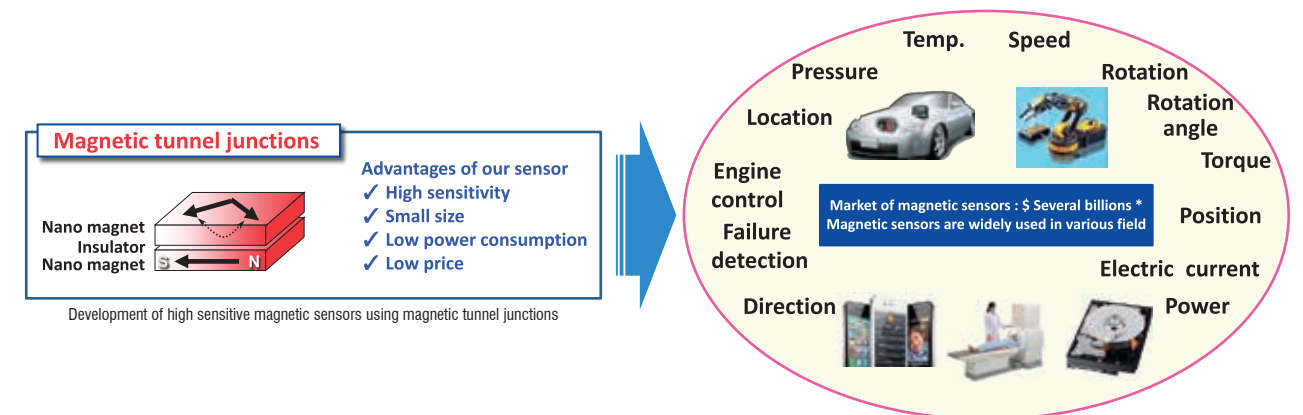 Magnetic tunnel junctions
Advantages of our sensor
✓ High sensitivity
✓ Small size
✓ Low power consumption
✓ Low price
Nano magnet
Insulator
Nano magnet
S
N
Development of high sensitive magnetic sensors using magnetic tunnel junctions
Temp.
Speed
Pressure
Rotation
Location
Rotation
angle
Torque
Engine
control
Market of magnetic sensors : $ Several billions *
Magnetic sensors are widely used in various field
Position
Failure
detection
Electric current
Direction
Power